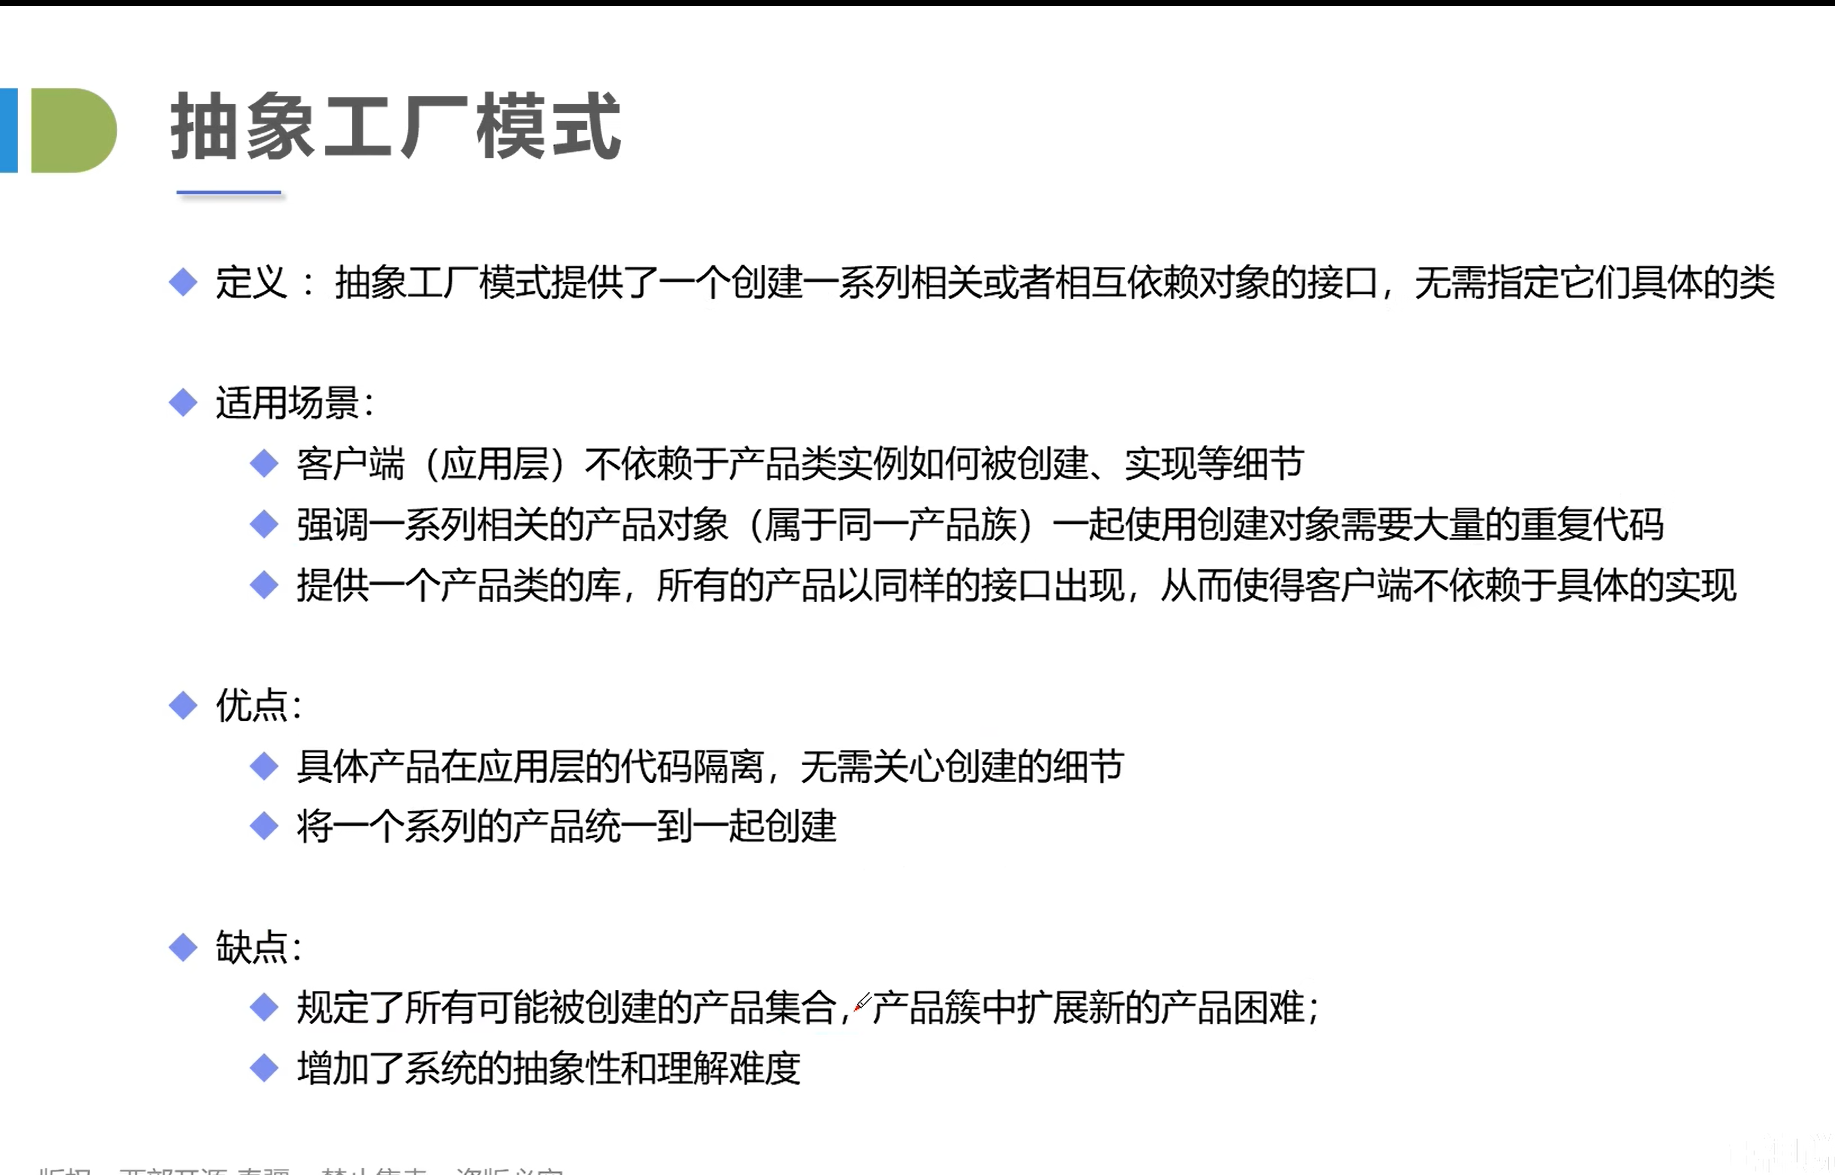 抽象工厂模式
定义 ：抽象工厂模式提供了一个创建一系列相关或者相互依赖对象的接口，无需指定它们具体的类
适用场景：
客户端（应用层）不依赖于产品类实例如何被创建、实现等细节
强调一系列相关的产品对象（属于同一产品族）一起使用创建对象需要大量的重复代码
提供一个产品类的库，所有的产品以同样的接口出现，从而使得客户端不依赖于具体的实现
优点：
具体产品在应用层的代码隔离，无需关心创建的细节
将一个系列的产品统一到一起创建
缺点：
规定了所有可能被创建的产品集合，产品簇中扩展新的产品困难；
增加了系统的抽象性和理解难度